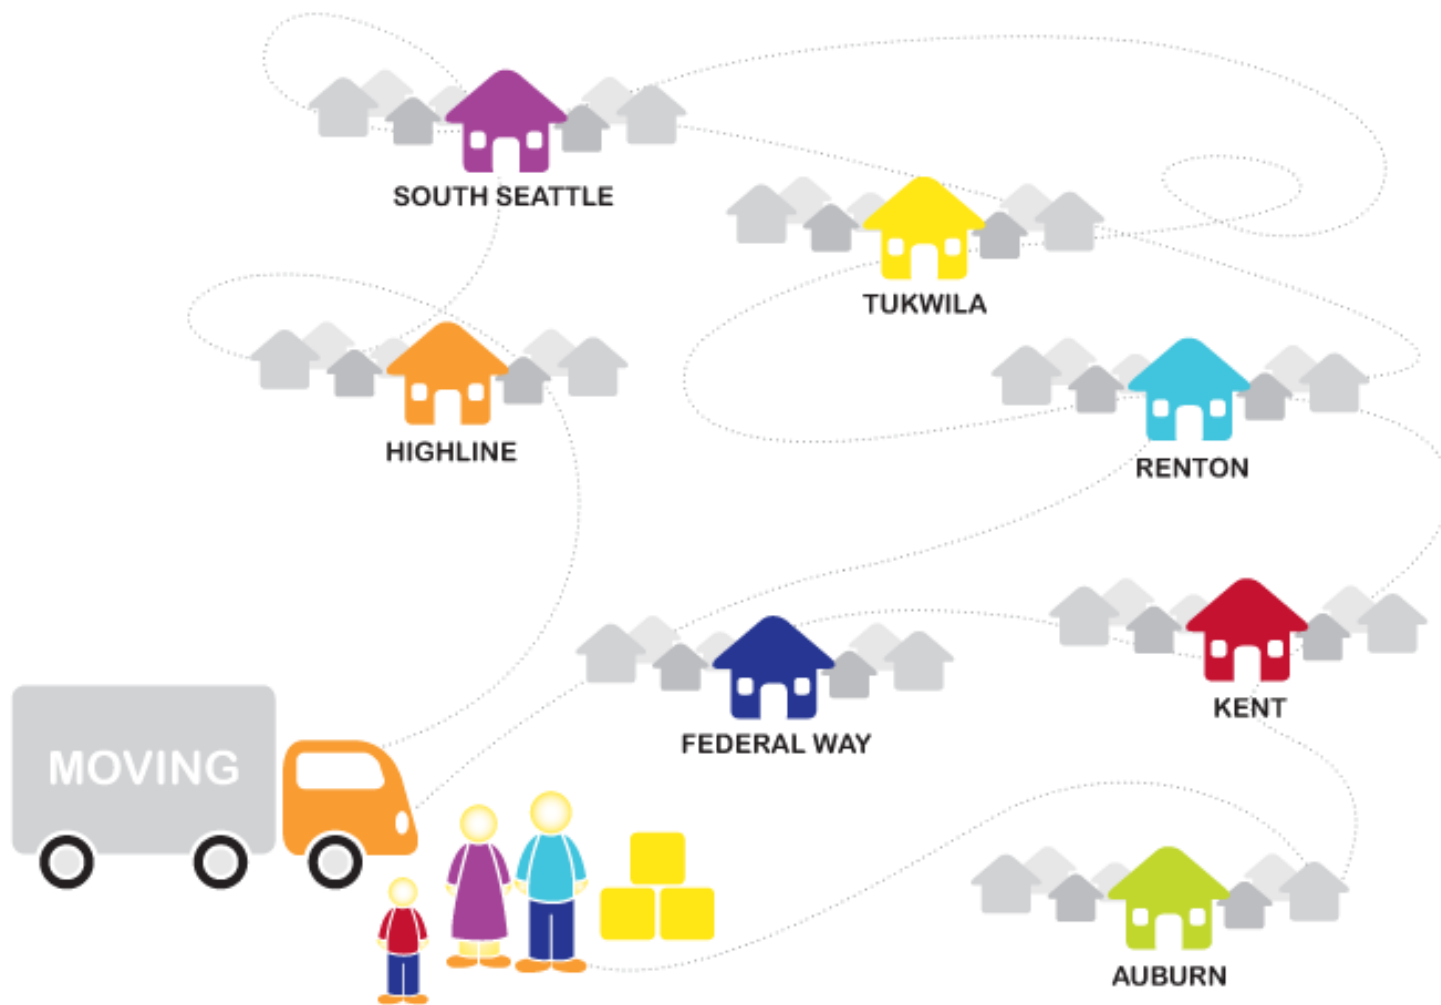 SOUTH SEATTLE
TUKWILA
HIGHLINE
RENTON
KENT
FEDERAL WAY
MOVING
AUBURN